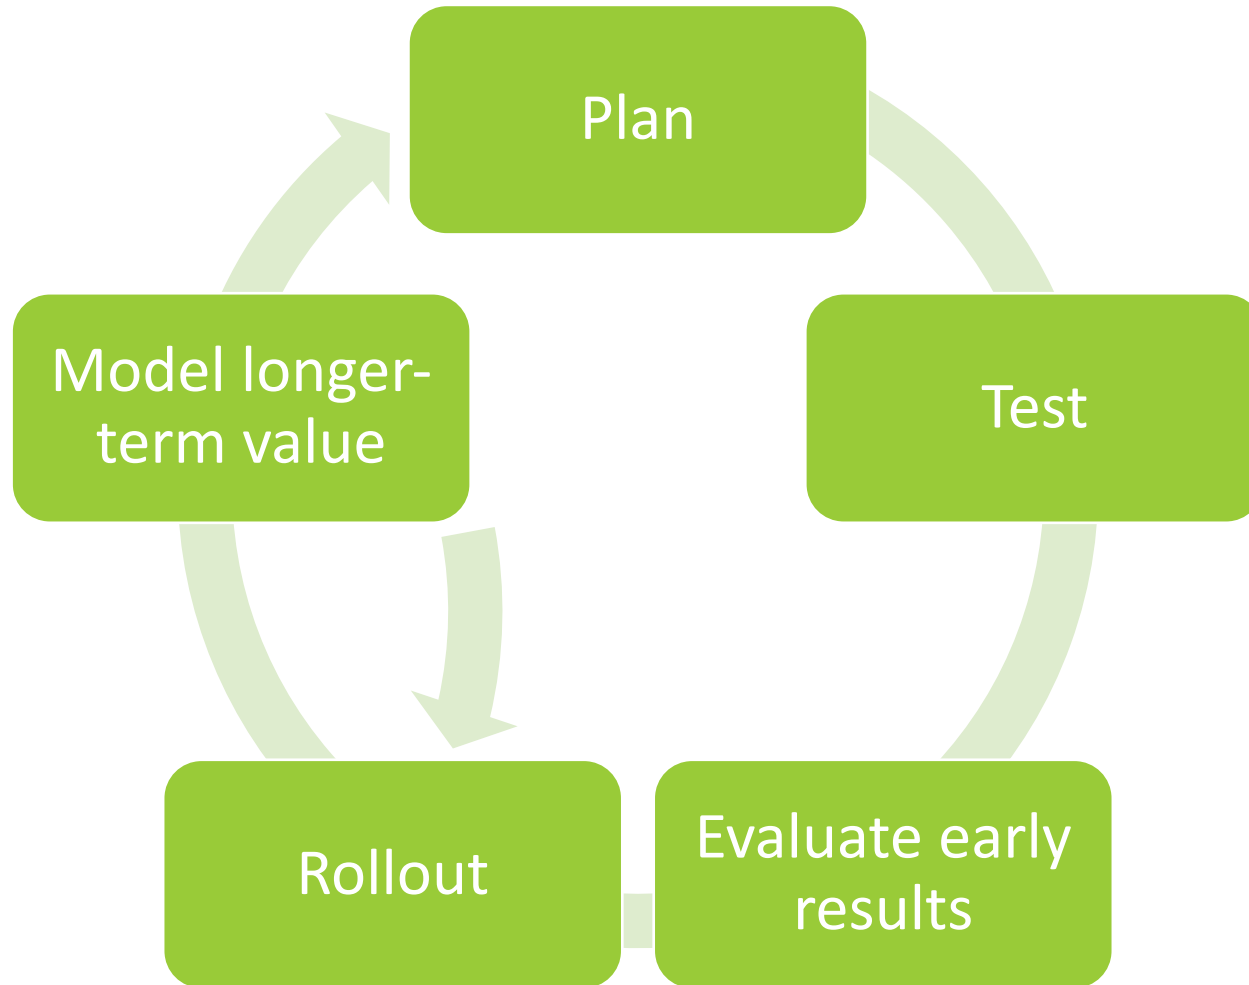 Plan
Test
Evaluate early
results
Rollout
Model longer-
term value